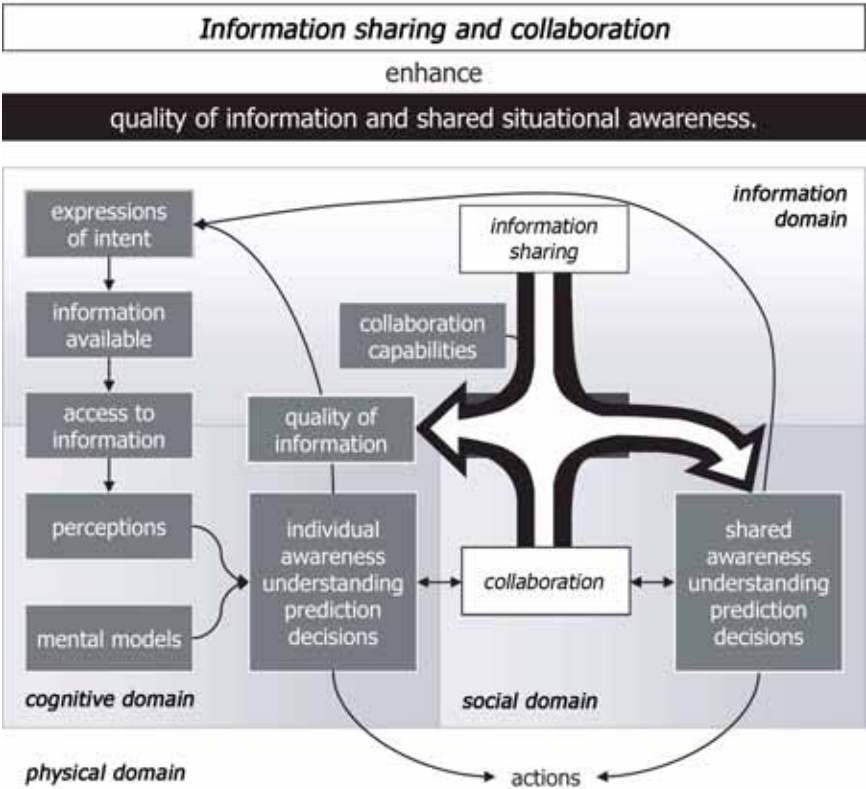 Information sharing and collaboration
enhance
quality of information and shared situational awareness.
information
domain
expressions
of intent
information
sharing
information
available
collaboration
capabilities
access to
information
quality of
information
perceptions
individual
awareness
understanding
prediction
decisions
collaboration
shared
awareness
understanding
prediction
decisions
mental models
cognitive domain
social domain
physical domain
actions